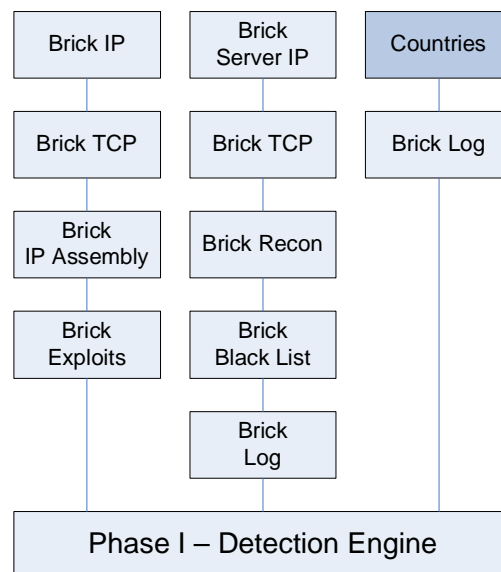 Brick IP
Brick
Server IP
Countries
Brick TCP
Brick TCP
Brick Log
Brick
IP Assembly
Brick Recon
Brick
Exploits
Brick
Black List
Brick
Log
Phase I – Detection Engine